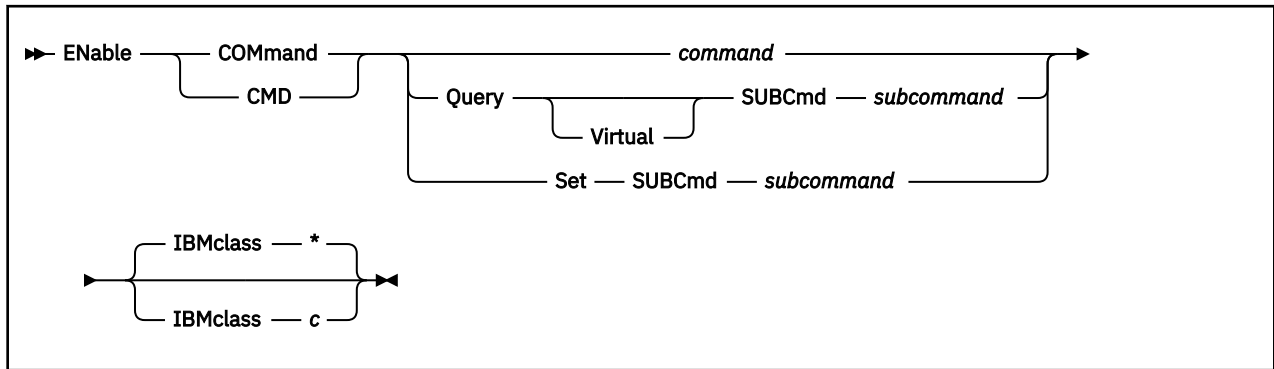 ENable COMmand command
CMD Query SUBCmd subcommand
Virtual
Set SUBCmd subcommand
IBMclass *
IBMclass c